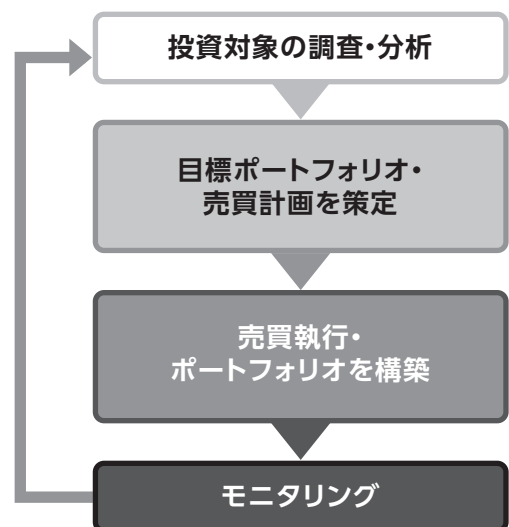 投資対象の調査・分析
目標ポートフォリオ・
売買計画を策定
売買執行・
ポートフォリオを構築
モニタリング